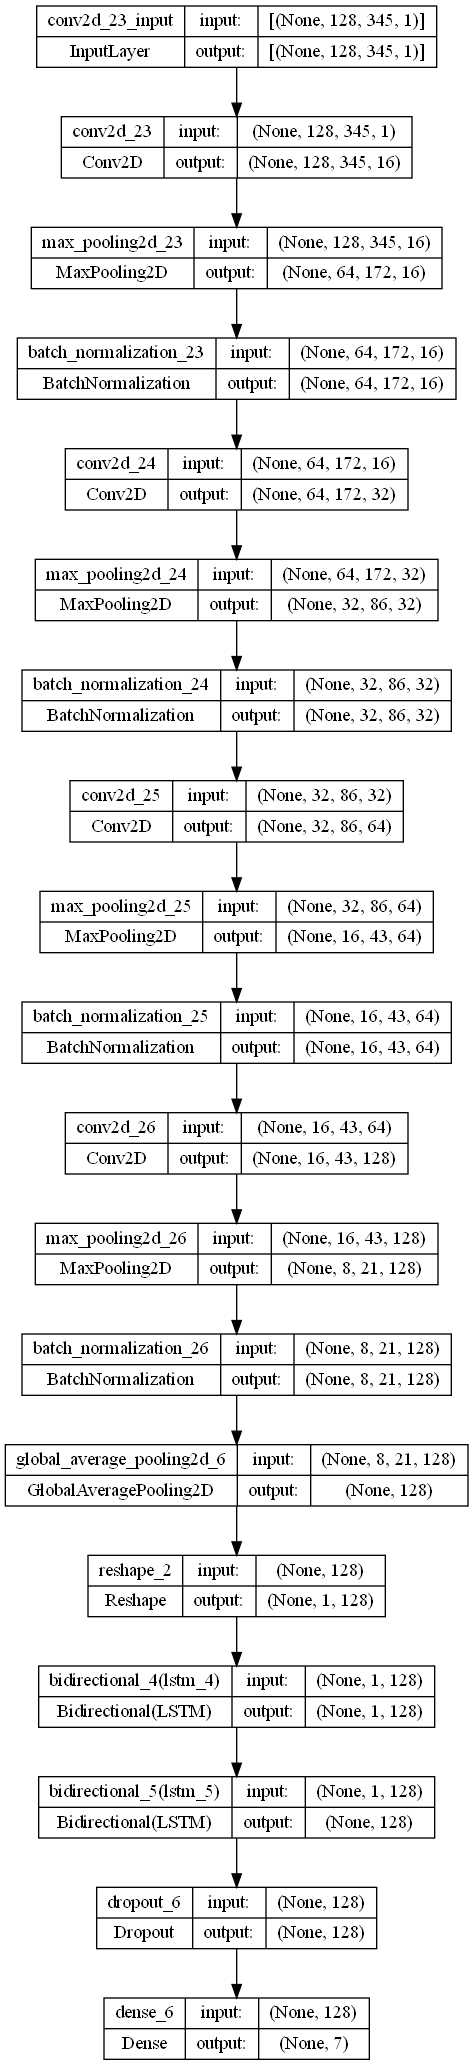 conv2d_23_input input: [(None, 128, 345, 1)]
InputLayer output: [(None, 128, 345, 1)]
conv2d_23 input: (None, 128, 345, 1)
Conv2D output: (None, 128, 345, 16)
max_pooling2d_23 input: (None, 128, 345, 16)
MaxPooling2D output: (None, 64, 172, 16)
batch_normalization_23 input: (None, 64, 172, 16)
BatchNormalization output: (None, 64, 172, 16)
conv2d_24 input: (None, 64, 172, 16)
Conv2D output: (None, 64, 172, 32)
max_pooling2d_24 input: (None, 64, 172, 32)
MaxPooling2D output: (None, 32, 86, 32)
batch_normalization_24 input: (None, 32, 86, 32)
BatchNormalization output: (None, 32, 86, 32)
conv2d_25 input: (None, 32, 86, 32)
Conv2D output: (None, 32, 86, 64)
max_pooling2d_25 input: (None, 32, 86, 64)
MaxPooling2D output: (None, 16, 43, 64)
batch_normalization_25 input: (None, 16, 43, 64)
BatchNormalization output: (None, 16, 43, 64)
conv2d_26 input: (None, 16, 43, 64)
Conv2D output: (None, 16, 43, 128)
max_pooling2d_26 input: (None, 16, 43, 128)
MaxPooling2D output: (None, 8, 21, 128)
batch_normalization_26 input: (None, 8, 21, 128)
BatchNormalization output: (None, 8, 21, 128)
global_average_pooling2d_6 input: (None, 8, 21, 128)
GlobalAveragePooling2D output: (None, 128)
reshape_2 input: (None, 128)
Reshape output: (None, 1, 128)
bidirectional_4(lstm_4) input: (None, 1, 128)
Bidirectional(LSTM) output: (None, 1, 128)
bidirectional_5(lstm_5) input: (None, 1, 128)
Bidirectional(LSTM) output: (None, 128)
dropout_6 input: (None, 128)
Dropout output: (None, 128)
dense_6 input: (None, 128)
Dense output: (None, 7)